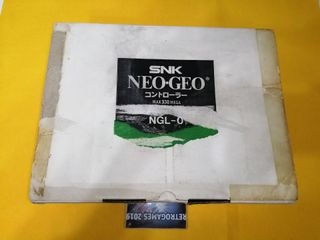 SNK
NEO·GEO®
コントローラー
MAX 330 MEGA
NGL-0
RETROGAMES 2019